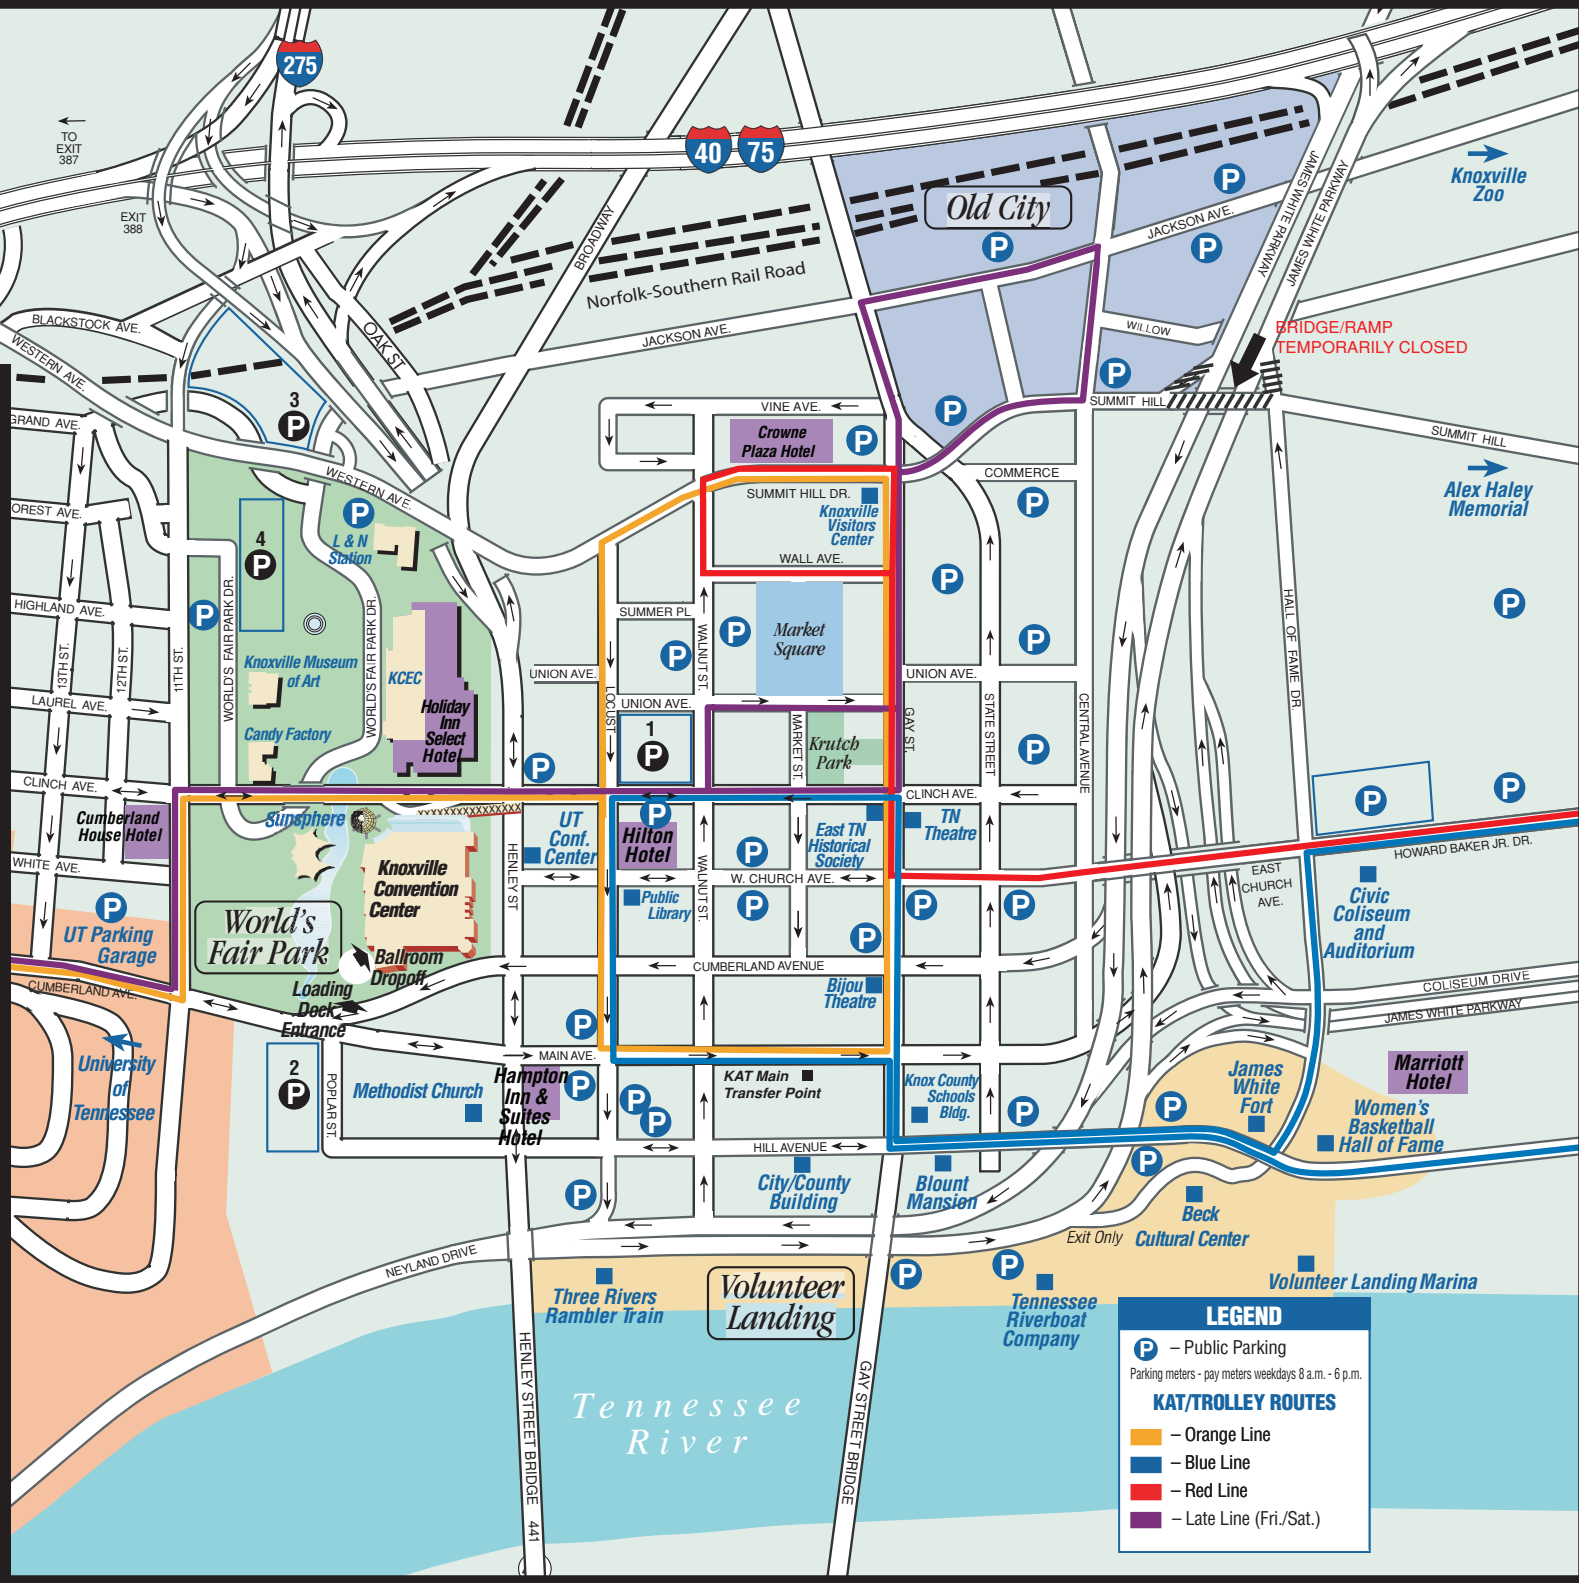 275
TO
EXIT
387
EXIT
388
40
75
BROADWAY
Norfolk-Southern Rail Road
Old City
P
P
P
JACKSON AVE.
JAMES WHITE PARKWAY
JAMES WHITE PARKWAY
Knoxville
Zoo
BLACKSTOCK AVE.
WESTERN AVE.
OAK ST
JACKSON AVE.
WILLOW
BRIDGE/RAMP
TEMPORARILY CLOSED
P
P
SUMMIT HILL
SUMMIT HILL
3
P
GRAND AVE.
VINE AVE.
Crowne
Plaza Hotel
P
COMMERCE
WESTERN AVE.
Alex Haley
Memorial
OREST AVE.
4
P
P
L & N
Station
SUMMIT HILL DR.
Knoxville
Visitors
Center
P
WALL AVE.
P
HIGHLAND AVE.
P
SUMMER PL.
P
P
Market
Square
P
P
13TH ST.
12TH ST.
11TH ST.
WORLD'S FAIR PARK DR.
WORLD'S FAIR PARK DR.
Knoxville Museum
of Art
KCEC
Holiday
Inn
Select
Hotel
UNION AVE.
UNION AVE.
UNION AVE.
LOCUST
WALNUT ST.
GAY ST.
STATE STREET
CENTRAL AVENUE
HALL OF FAME DR.
LAUREL AVE.
Candy Factory
1
P
MARKET ST.
Krutch
Park
P
P
CLINCH AVE.
CLINCH AVE.
P
P
Cumberland
House Hotel
Sunsphere
UT
Conf.
Center
P
Hilton
Hotel
East TN
Historical
Society
TN
Theatre
HOWARD BAKER JR. DR.
WHITE AVE.
Knoxville
Convention
Center
HENLEY ST
WALNUT ST.
P
W. CHURCH AVE.
EAST
CHURCH
AVE.
Civic
Coliseum
and
Auditorium
P
UT Parking
Garage
World's
Fair Park
Public
Library
P
P
P
P
Ballroom
Dropoff
CUMBERLAND AVENUE
CUMBERLAND AVE.
Loading
Dock
Entrance
Bijou
Theatre
COLISEUM DRIVE
JAMES WHITE PARKWAY
P
University
of
Tennessee
MAIN AVE.
2
P
POPLAR ST.
Methodist Church
Hampton
Inn &
Suites
Hotel
P
P
P
KAT Main
Transfer Point
Knox County
Schools
Bldg.
P
P
James
White
Fort
Marriott
Hotel
Women's
Basketball
Hall of Fame
HILL AVENUE
P
City/County
Building
Blount
Mansion
P
Beck
Cultural Center
Exit Only
NEYLAND DRIVE
Three Rivers
Rambler Train
Volunteer
Landing
P
P
Tennessee
Riverboat
Company
Volunteer Landing Marina
HENLEY STREET BRIDGE 441
GAY STREET BRIDGE
Tennessee
River
LEGEND
P – Public Parking
Parking meters - pay meters weekdays 8 a.m. - 6 p.m.
KAT/TROLLEY ROUTES
– Orange Line
– Blue Line
– Red Line
– Late Line (Fri./Sat.)